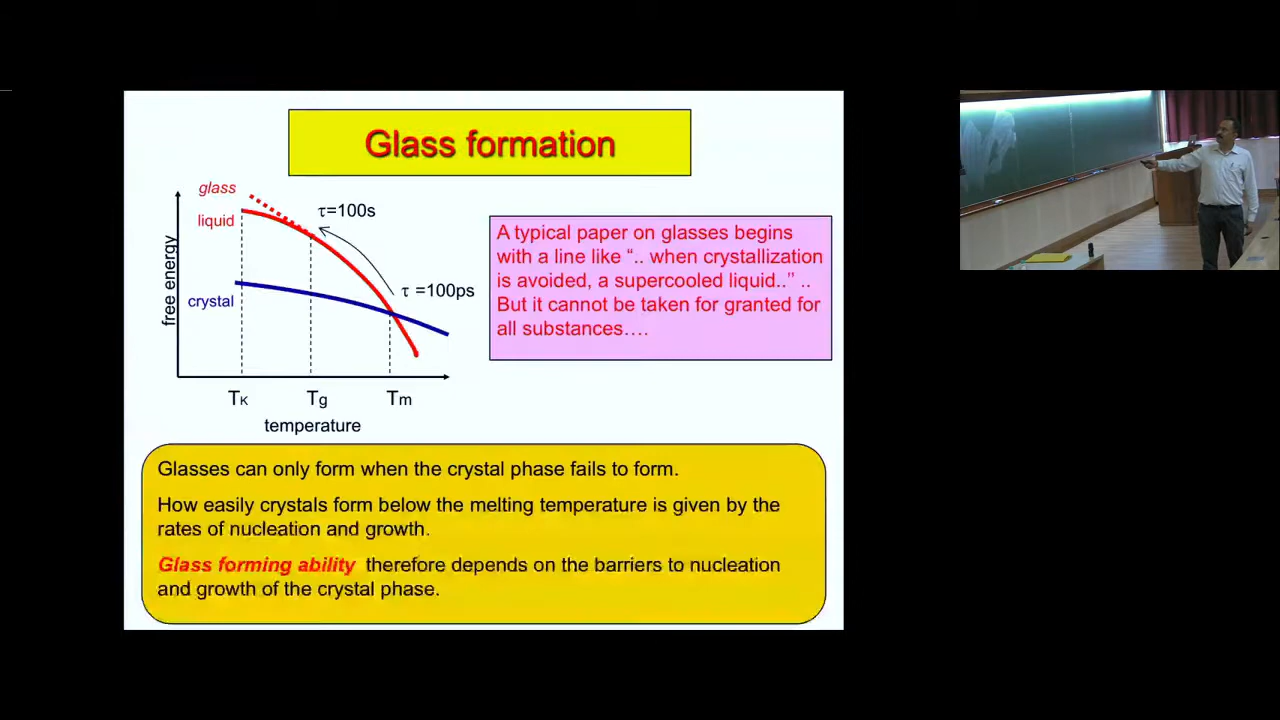 Glass formation
glass
liquid
crystal
free energy
τ=100s
τ =100ps
TK
Tg
Tm
temperature
A typical paper on glasses begins
with a line like “.. when crystallization
is avoided, a supercooled liquid..” ..
But it cannot be taken for granted for
all substances….
Glasses can only form when the crystal phase fails to form.
How easily crystals form below the melting temperature is given by the
rates of nucleation and growth.
Glass forming ability therefore depends on the barriers to nucleation
and growth of the crystal phase.